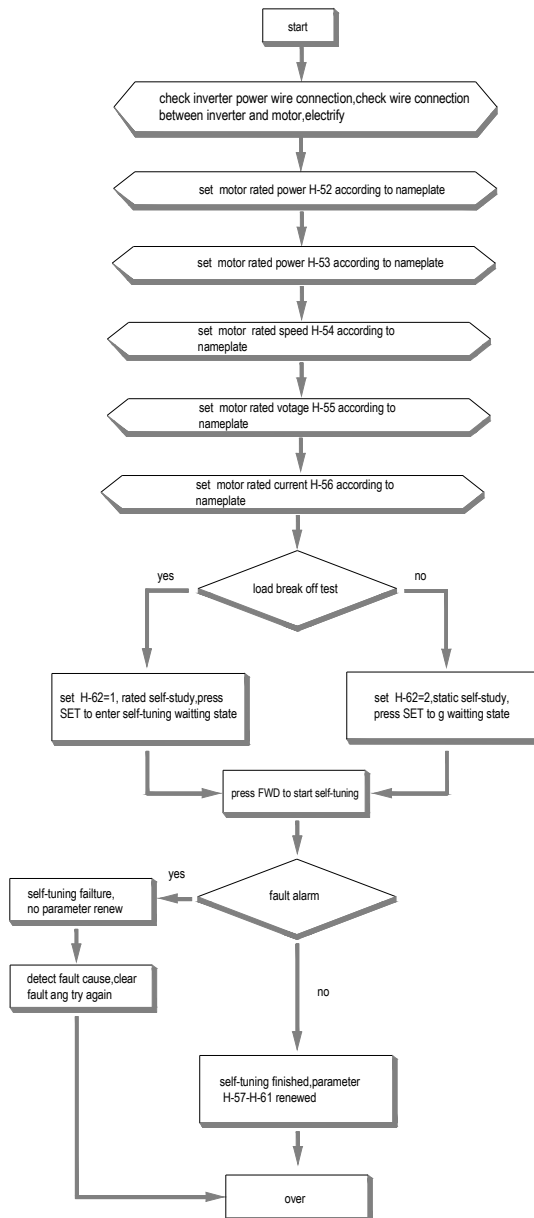 start
check inverter power wire connection,check wire connection
between inverter and motor,electrify
set motor rated power H-52 according to nameplate
set motor rated power H-53 according to nameplate
set motor rated speed H-54 according to
nameplate
set motor rated votage H-55 according to
nameplate
set motor rated current H-56 according to
nameplate
load break off test
yes
no
set H-62=1, rated self-study,press
SET to enter self-tuning waitting state
set H-62=2,static self-study,
press SET to g waitting state
press FWD to start self-tuning
fault alarm
yes
self-tuning failture,
no parameter renew
detect fault cause,clear
fault ang try again
no
self-tuning finished,parameter
H-57-H-61 renewed
over